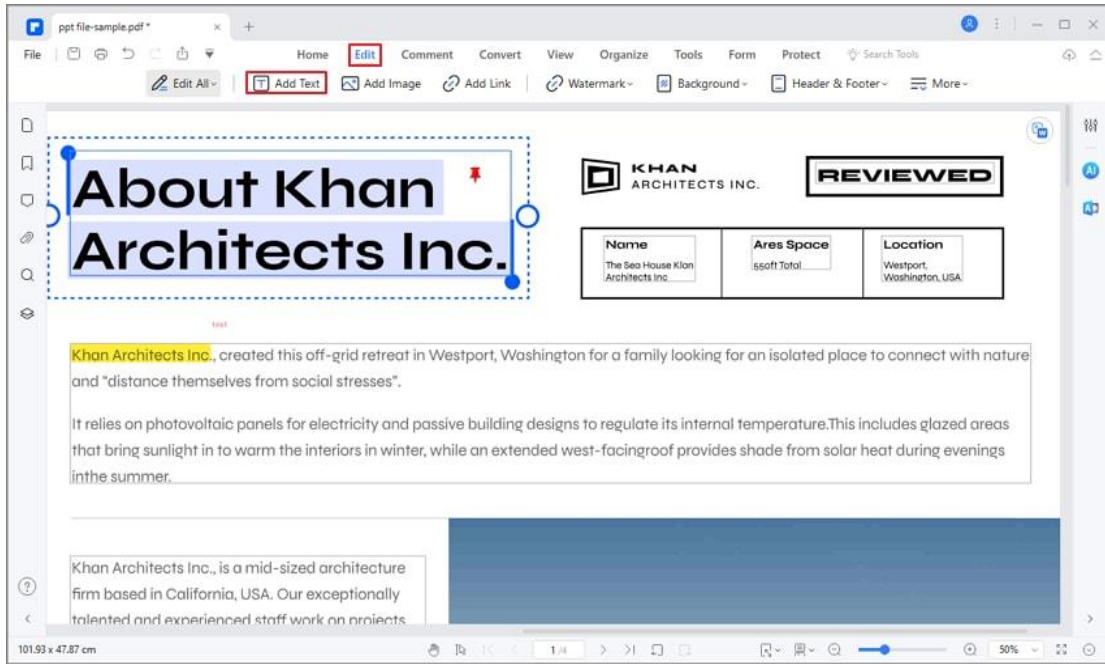 ppt file-sample.pdf *
File
Home Edit Comment Convert View Organize Tools Form Protect Search Tools
Edit All Add Text Add Image Add Link Watermark Background Header & Footer More
About Khan
Architects Inc.
KHAN
ARCHITECTS INC.
REVIEWED
Name
The Sea House Klan
Architects Inc
Ares Space
550ft Total
Location
Westport,
Washington, USA
test
Khan Architects Inc., created this off-grid retreat in Westport, Washington for a family looking for an isolated place to connect with nature
and “distance themselves from social stresses”.
It relies on photovoltaic panels for electricity and passive building designs to regulate its internal temperature.This includes glazed areas
that bring sunlight in to warm the interiors in winter, while an extended west-facingroof provides shade from solar heat during evenings
inthe summer.
Khan Architects Inc., is a mid-sized architecture
firm based in California, USA. Our exceptionally
talented and experienced staff work on projects
101.93 x 47.87 cm
1 /4
50%